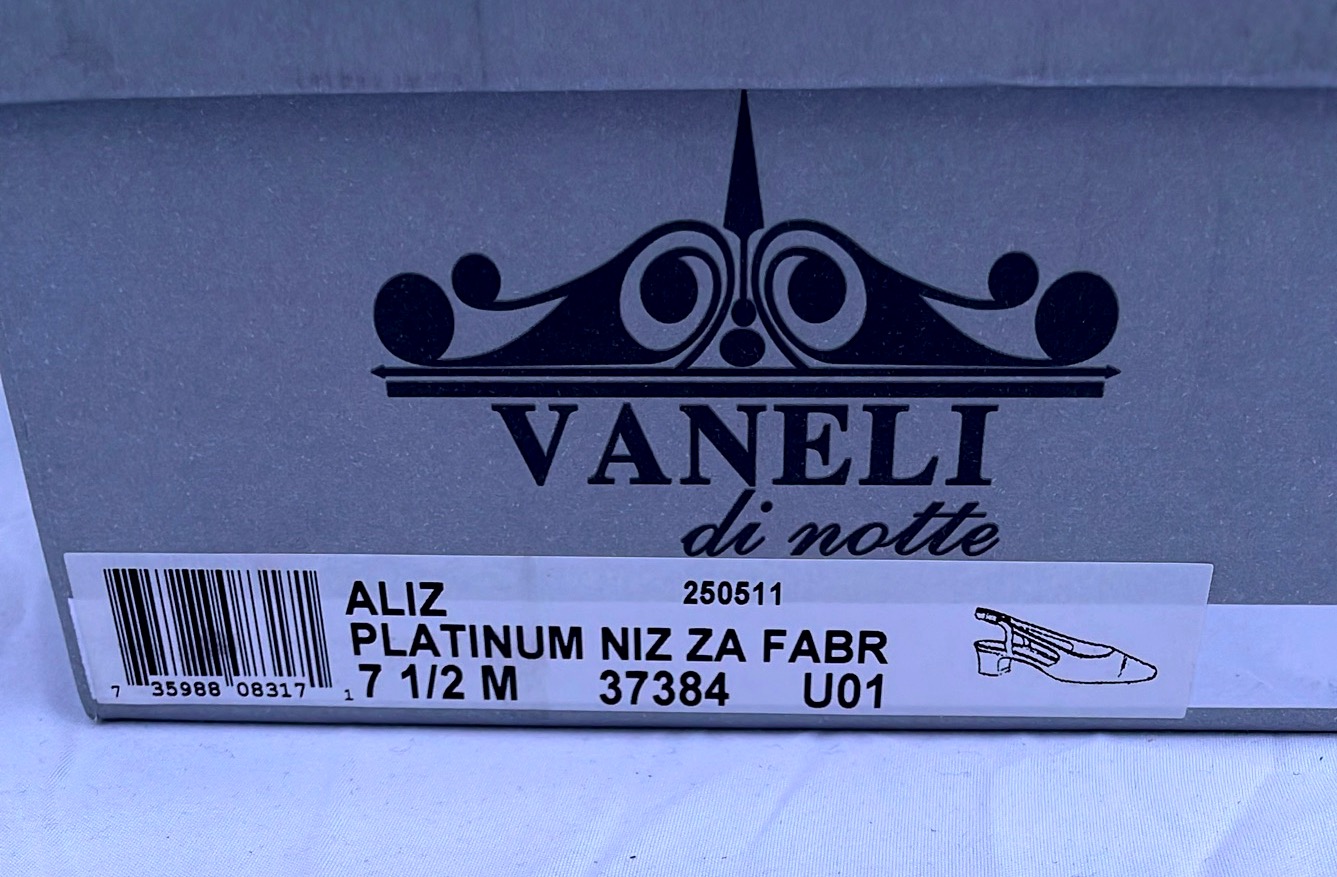 VANELI
di notte
ALIZ 250511
PLATINUM NIZ ZA FABR
7 1/2 M 37384 U01
7 35988 08317 1